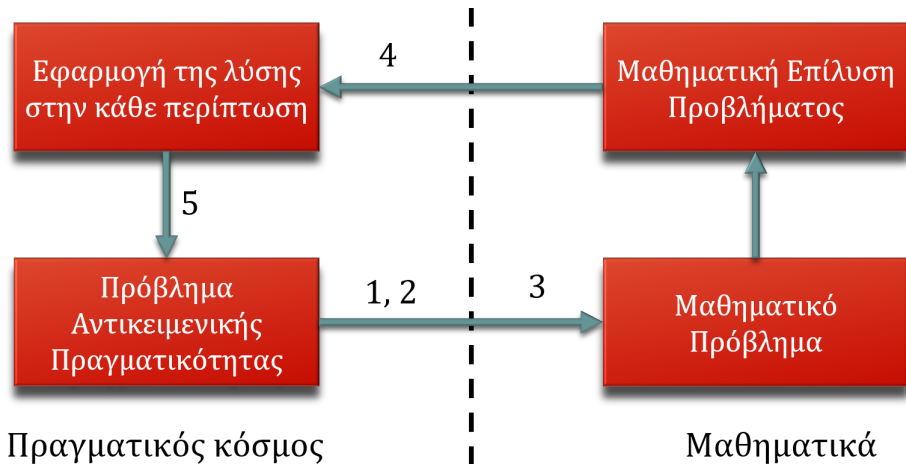 Εφαρμογή της λύσης
στην κάθε περίπτωση
4
Μαθηματική Επίλυση
Προβλήματος
5
Πρόβλημα
Αντικειμενικής
Πραγματικότητας
1, 2
3
Μαθηματικό
Πρόβλημα
Πραγματικός κόσμος
Μαθηματικά